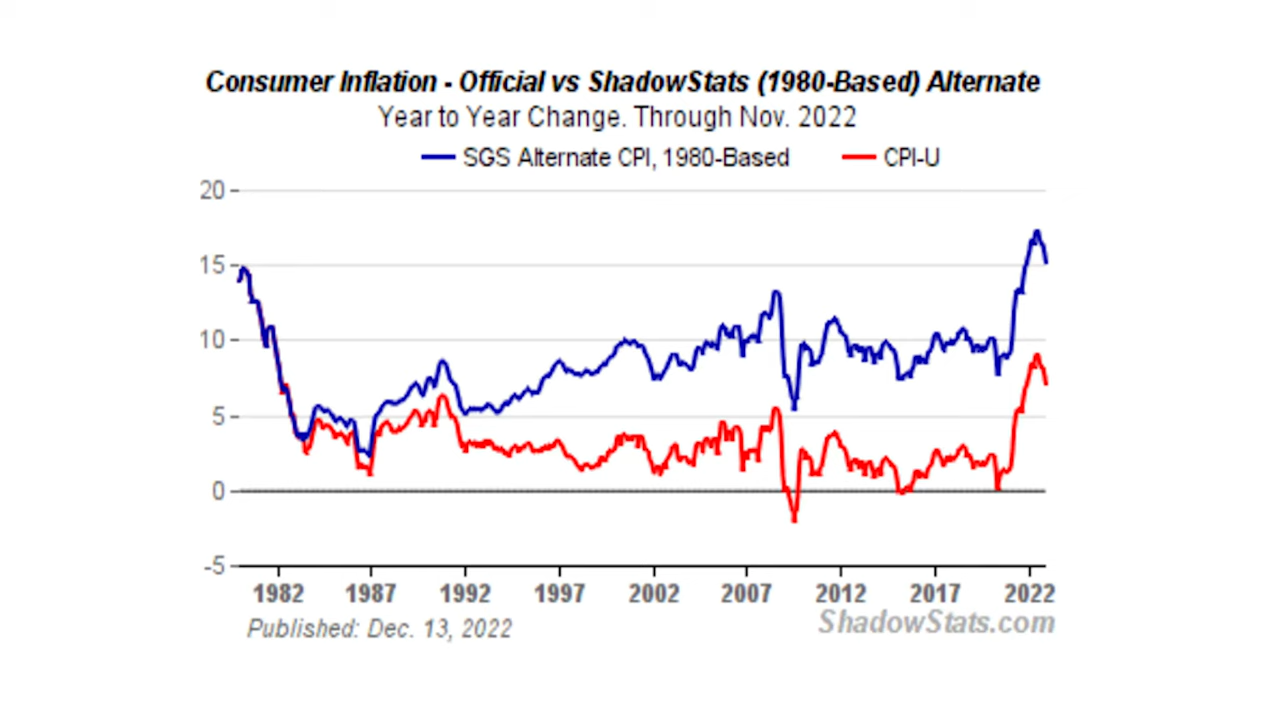 Consumer Inflation - Official vs ShadowStats (1980-Based) Alternate
Year to Year Change. Through Nov. 2022
SGS Alternate CPI, 1980-Based CPI-U
20
15
10
5
0
-5
1982 1987 1992 1997 2002 2007 2012 2017 2022
Published: Dec. 13, 2022
ShadowStats.com